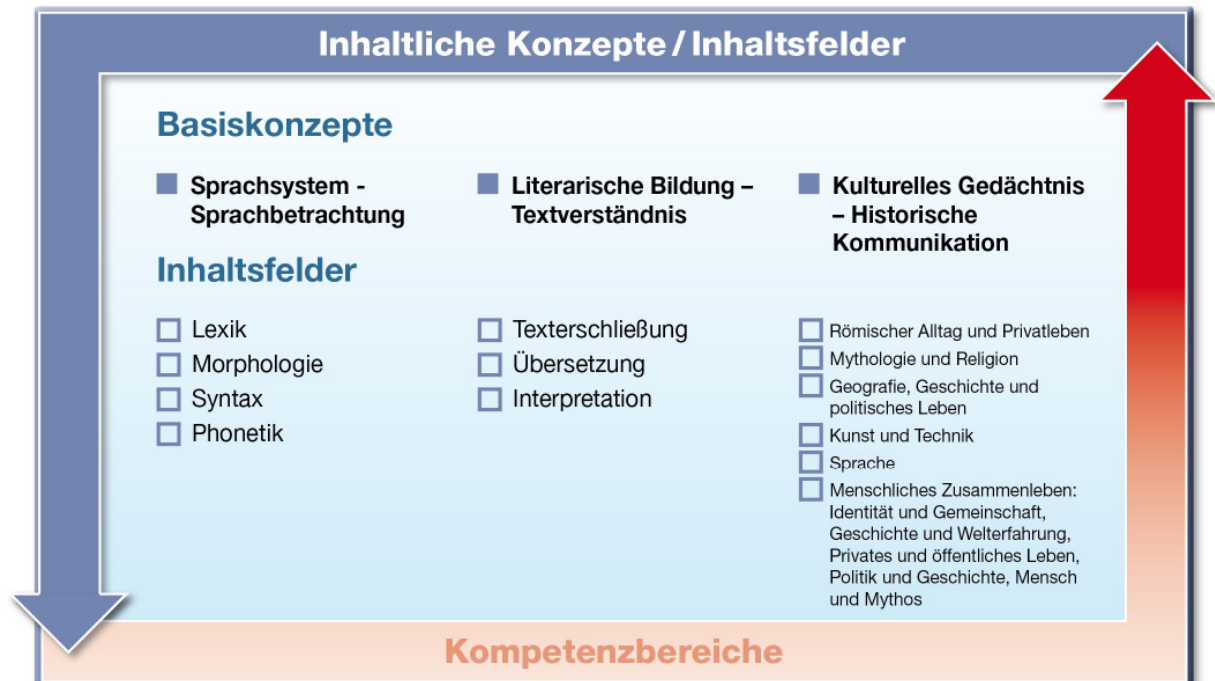 Inhaltliche Konzepte / Inhaltsfelder
Basiskonzepte
Sprachsystem -
Sprachbetrachtung
Literarische Bildung –
Textverständnis
Kulturelles Gedächtnis
– Historische
Kommunikation
Inhaltsfelder
Lexik
Morphologie
Syntax
Phonetik
Texterschließung
Übersetzung
Interpretation
Römischer Alltag und Privatleben
Mythologie und Religion
Geografie, Geschichte und
politisches Leben
Kunst und Technik
Sprache
Menschliches Zusammenleben:
Identität und Gemeinschaft,
Geschichte und Welterfahrung,
Privates und öffentliches Leben,
Politik und Geschichte, Mensch
und Mythos
Kompetenzbereiche